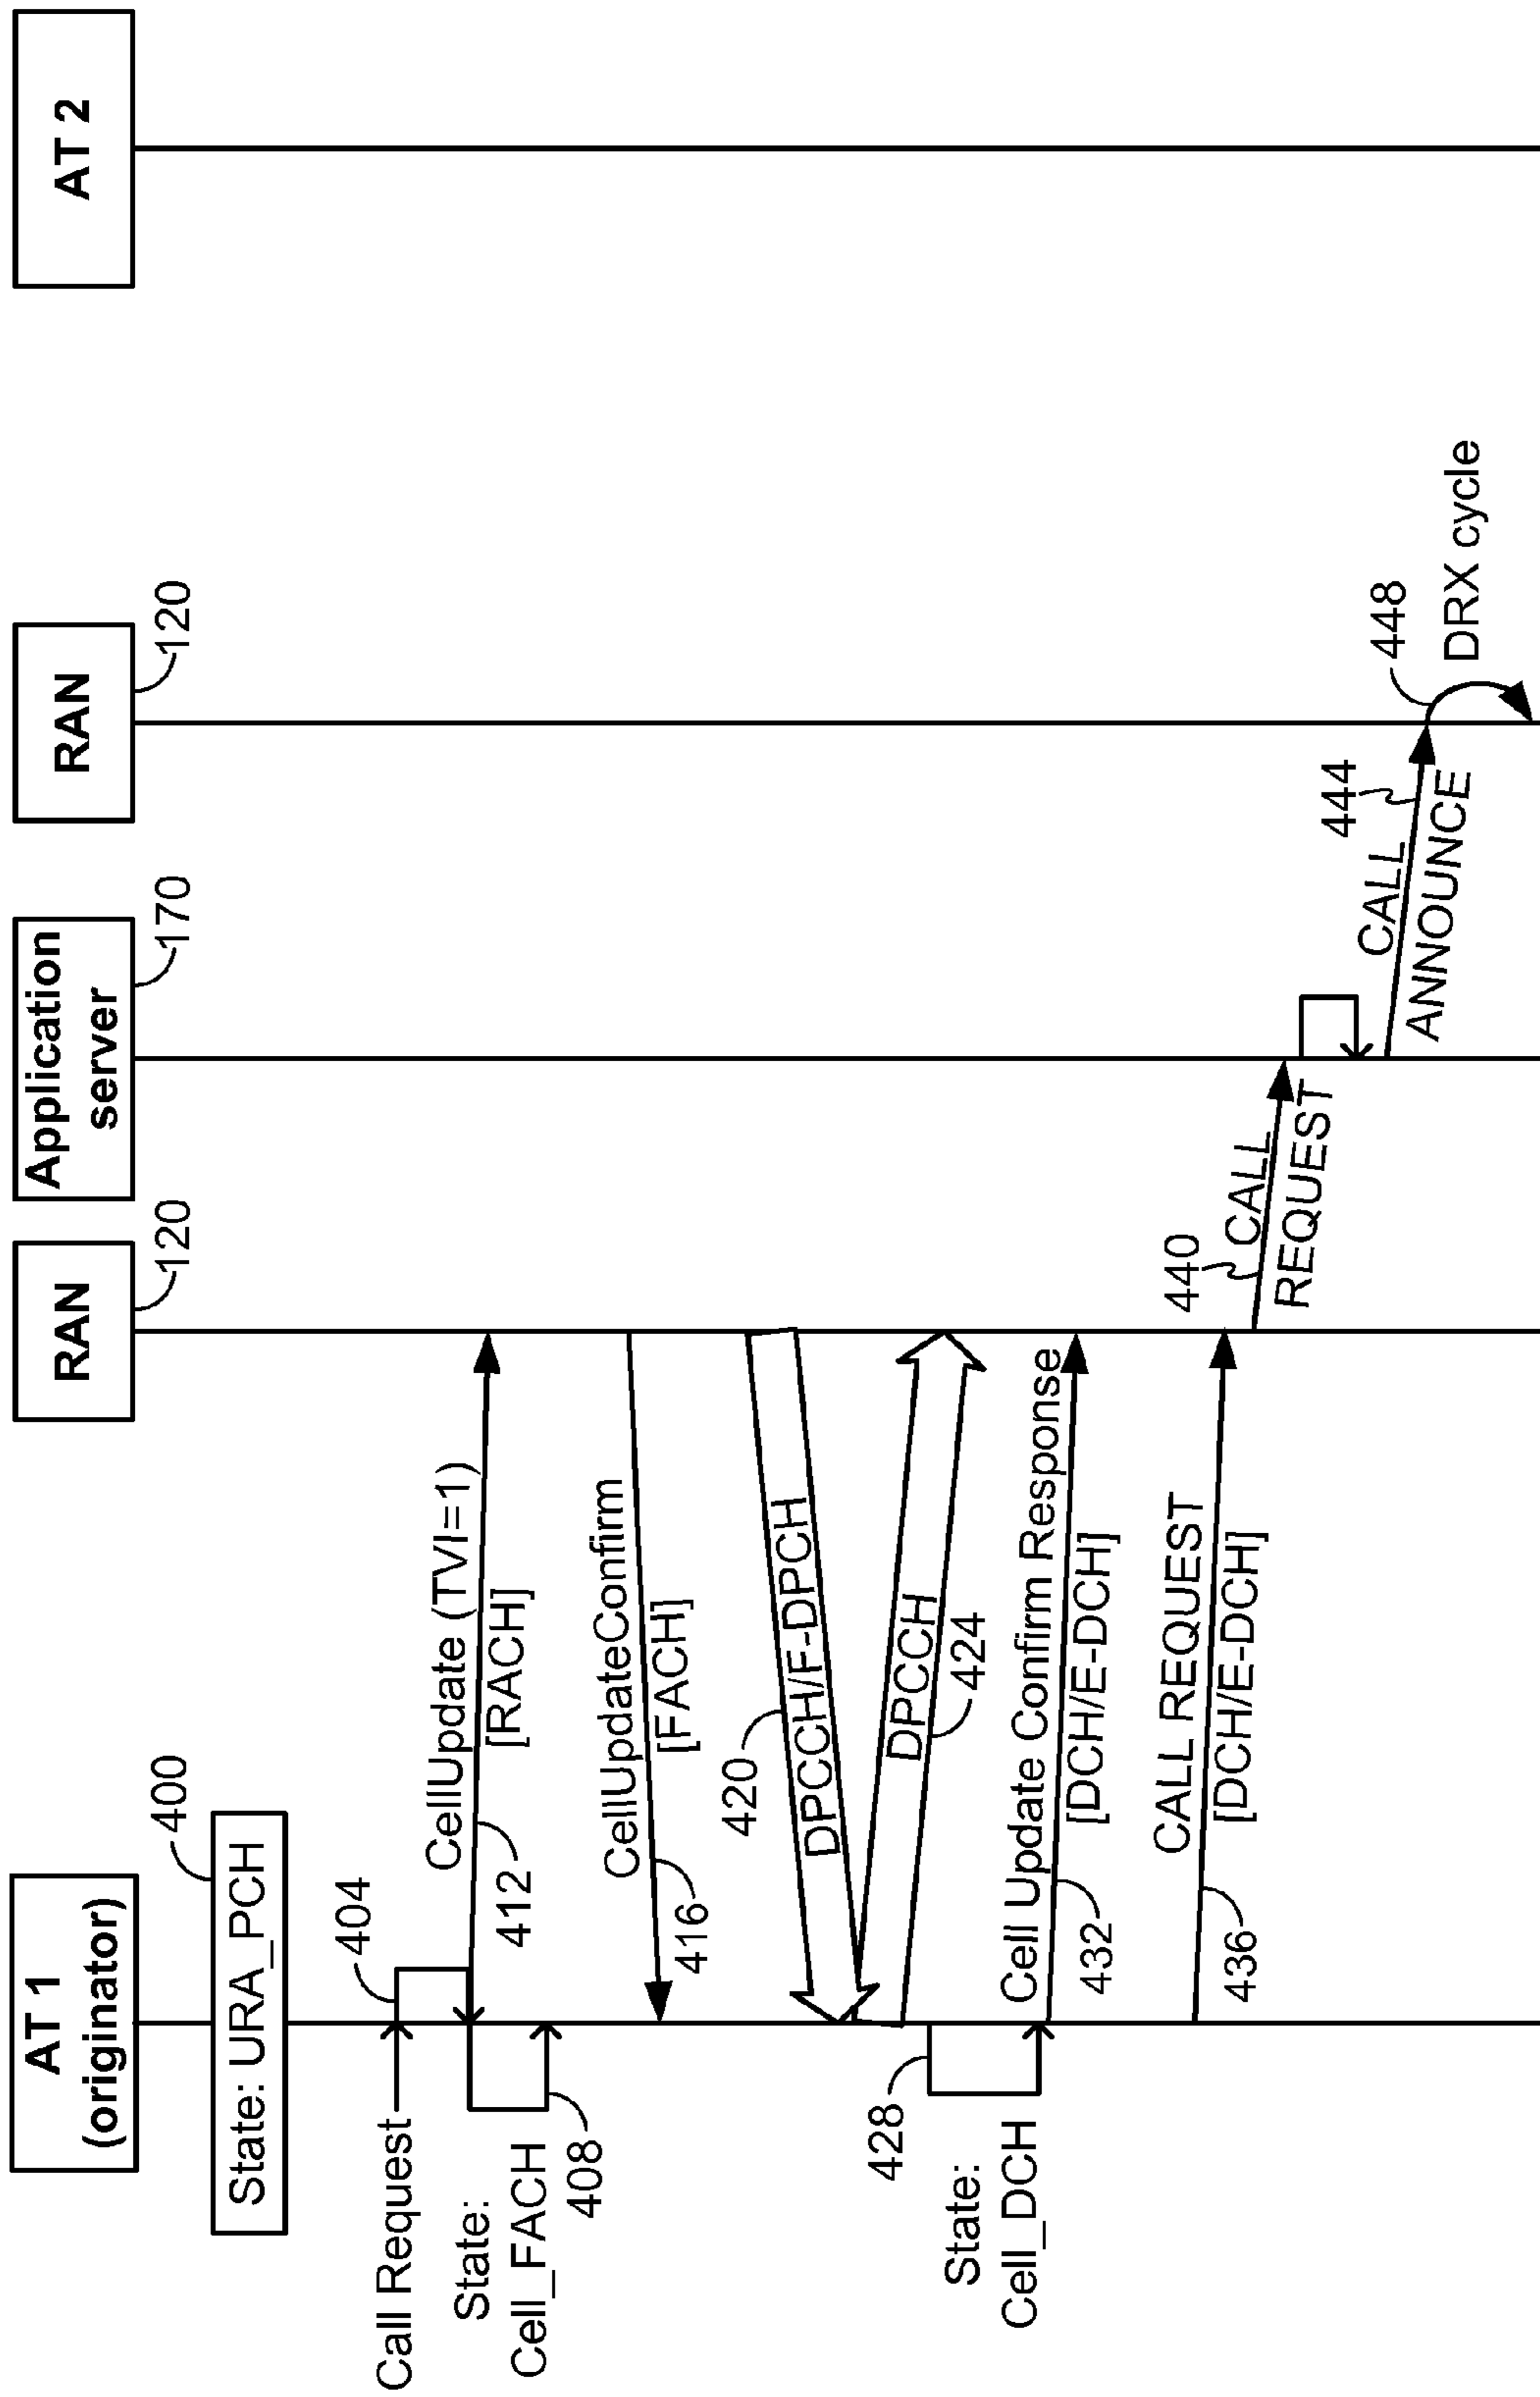 AT 1
(originator)
RAN
120
Application
server
170
RAN
120
AT 2
State: URA_PCH
400
Call Request
404
State:
Cell_FACH
408
CellUpdate (TVI=1)
[RACH]
412
CellUpdateConfirm
[FACH]
416
420
DPCCH/F-DPCH
DPCCH
424
428
State:
Cell_DCH
Cell Update Confirm Response
[DCH/E-DCH]
432
CALL REQUEST
[DCH/E-DCH]
436
440
CALL
REQUEST
444
CALL
ANNOUNCE
448
DRX cycle